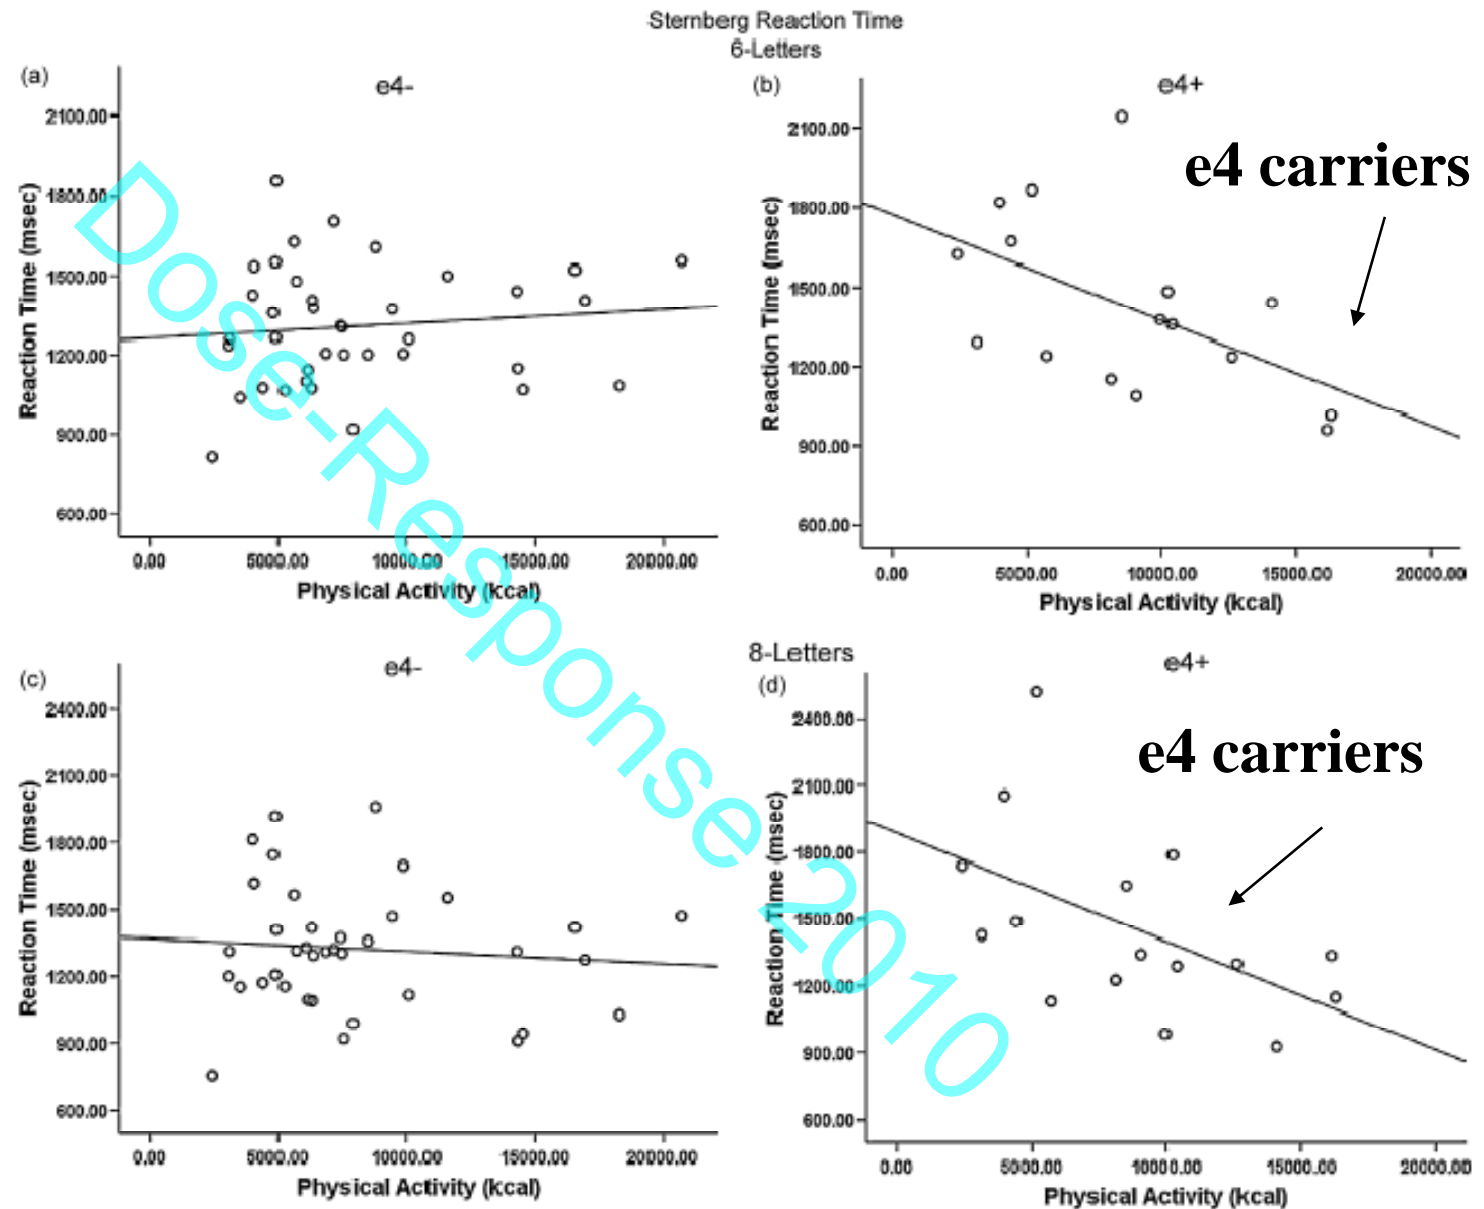 Sternberg Reaction Time
6-Letters
(a)
e4-
2100.00
1800.00
1500.00
1200.00
900.00
600.00
Reaction Time (msec)
0.00 5000.00 10000.00 15000.00 20000.00
Physical Activity (kcal)
(b)
e4+
e4 carriers
2100.00
1800.00
1500.00
1200.00
900.00
600.00
Reaction Time (msec)
0.00 5000.00 10000.00 15000.00 20000.00
Physical Activity (kcal)
8-Letters
(c)
e4-
2400.00
2100.00
1800.00
1500.00
1200.00
900.00
600.00
Reaction Time (msec)
0.00 5000.00 10000.00 15000.00 20000.00
Physical Activity (kcal)
(d)
e4+
e4 carriers
2400.00
2100.00
1800.00
1500.00
1200.00
900.00
600.00
Reaction Time (msec)
0.00 5000.00 10000.00 15000.00 20000.00
Physical Activity (kcal)
Dose-Response 2010